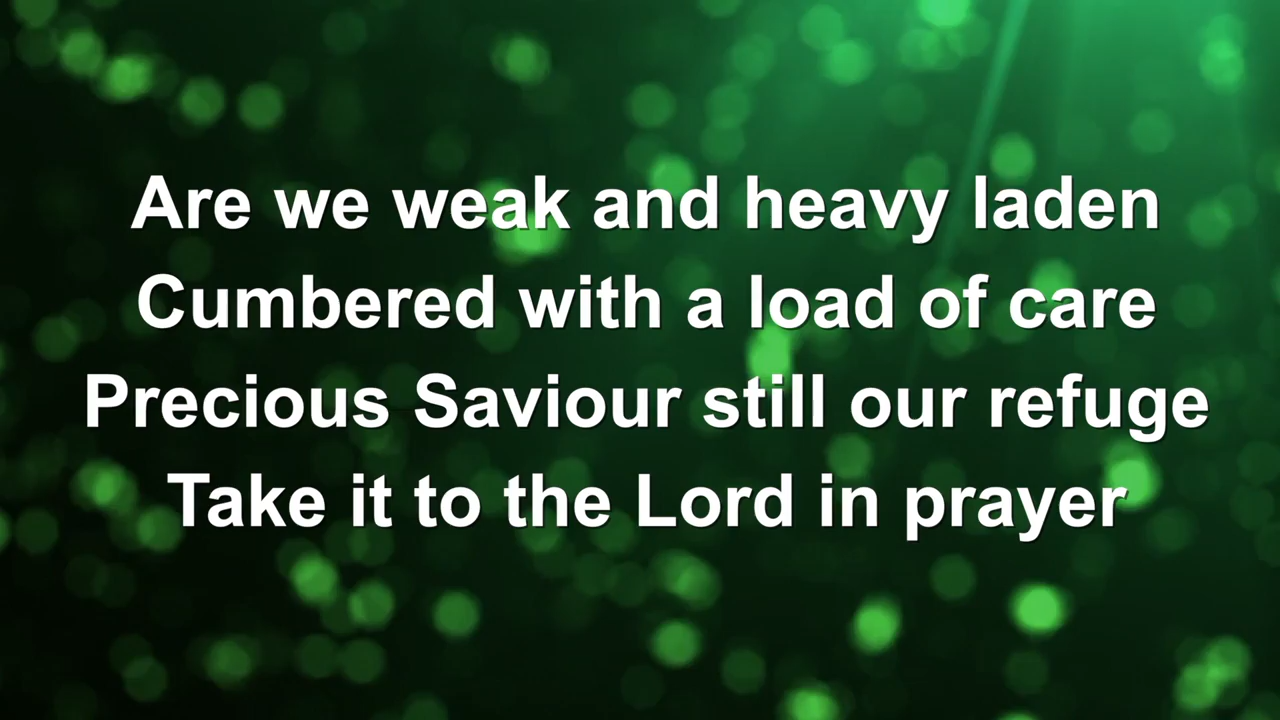 Are we weak and heavy laden
Cumbered with a load of care
Precious Saviour still our refuge
Take it to the Lord in prayer